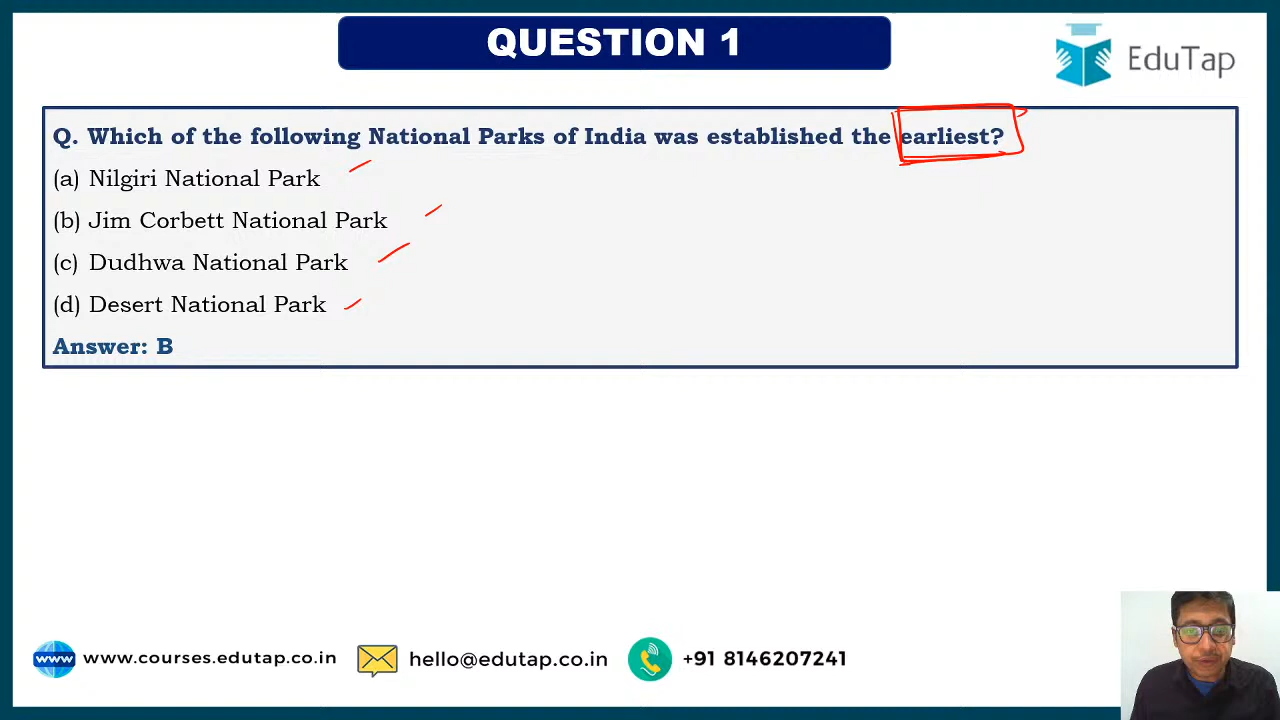 QUESTION 1
EduTap
Q. Which of the following National Parks of India was established the earliest?
(a) Nilgiri National Park
(b) Jim Corbett National Park
(c) Dudhwa National Park
(d) Desert National Park
Answer: B
www www.courses.edutap.co.in hello@edutap.co.in +91 8146207241